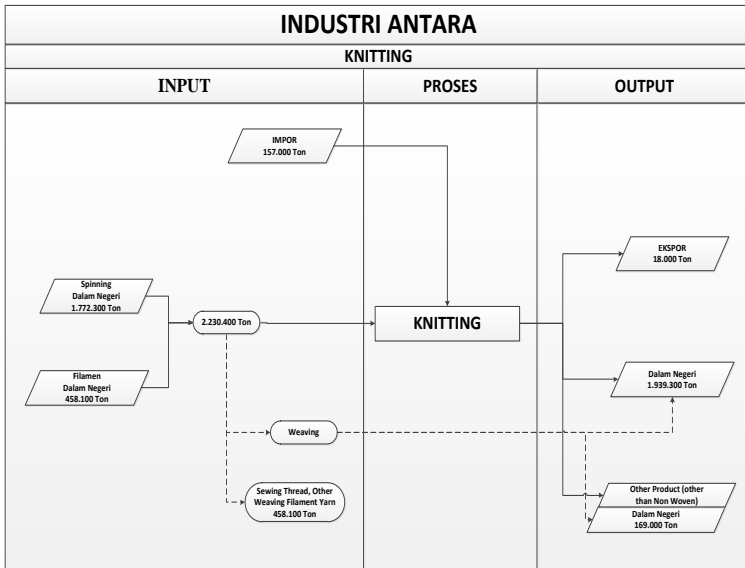 INDUSTRI ANTARA
KNITTING
INPUT
PROSES
OUTPUT
IMPOR
157.000 Ton
EKSPOR
18.000 Ton
Spinning
Dalam Negeri
1.772.300 Ton
2.230.400 Ton
KNITTING
Filamen
Dalam Negeri
458.100 Ton
Dalam Negeri
1.939.300 Ton
Weaving
Sewing Thread, Other
Weaving Filament Yarn
458.100 Ton
Other Product (other
than Non Woven)
Dalam Negeri
169.000 Ton